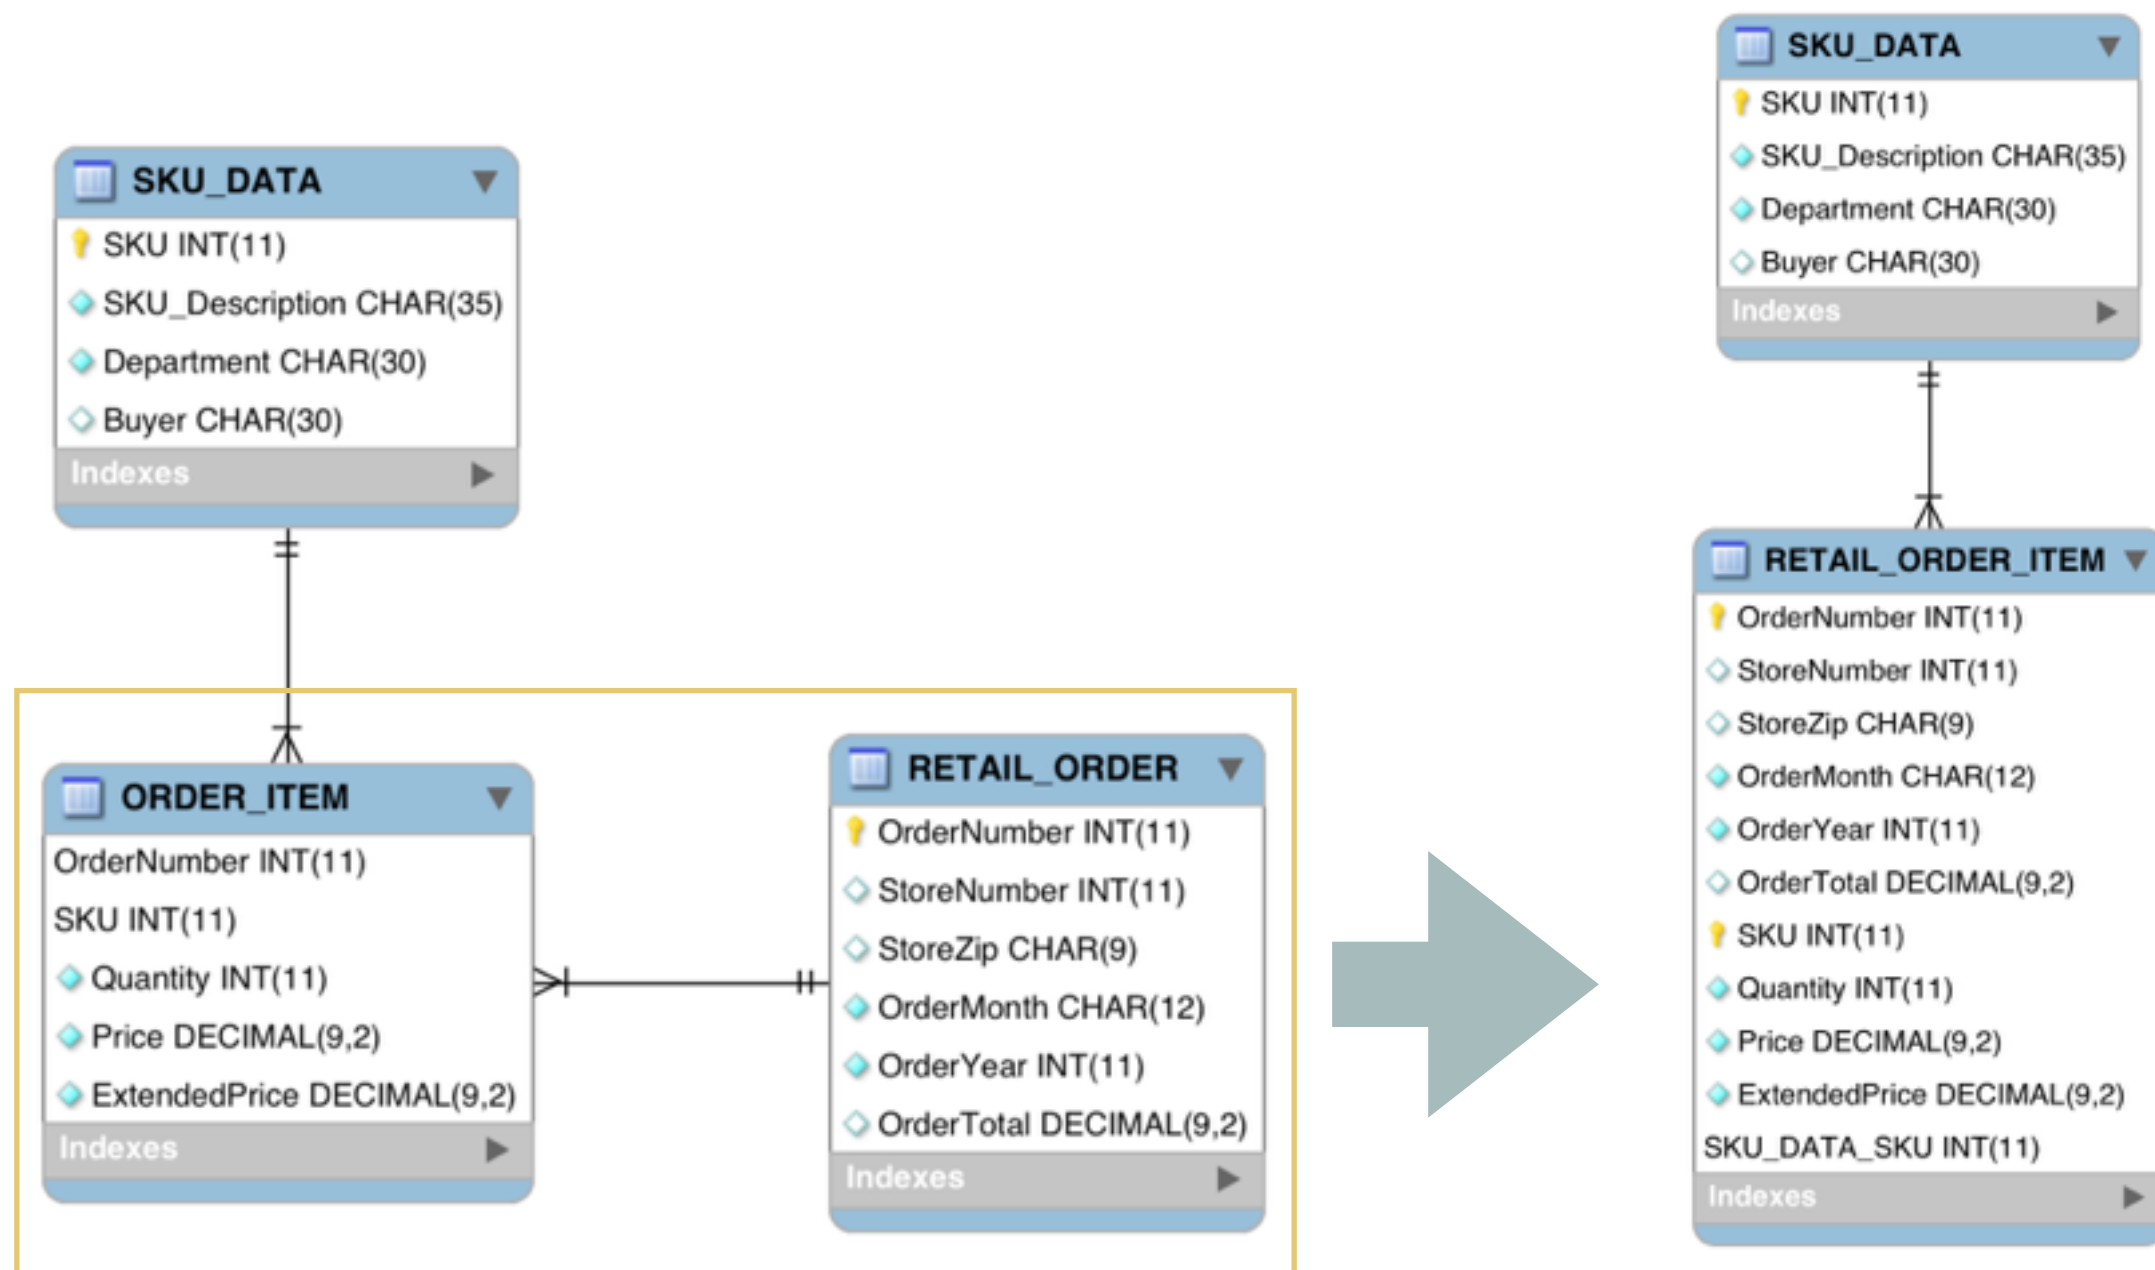 SKU_DATA
SKU INT(11)
SKU_Description CHAR(35)
Department CHAR(30)
Buyer CHAR(30)
Indexes
ORDER_ITEM
OrderNumber INT(11)
SKU INT(11)
Quantity INT(11)
Price DECIMAL(9,2)
ExtendedPrice DECIMAL(9,2)
Indexes
RETAIL_ORDER
OrderNumber INT(11)
StoreNumber INT(11)
StoreZip CHAR(9)
OrderMonth CHAR(12)
OrderYear INT(11)
OrderTotal DECIMAL(9,2)
Indexes
SKU_DATA
SKU INT(11)
SKU_Description CHAR(35)
Department CHAR(30)
Buyer CHAR(30)
Indexes
RETAIL_ORDER_ITEM
OrderNumber INT(11)
StoreNumber INT(11)
StoreZip CHAR(9)
OrderMonth CHAR(12)
OrderYear INT(11)
OrderTotal DECIMAL(9,2)
SKU INT(11)
Quantity INT(11)
Price DECIMAL(9,2)
ExtendedPrice DECIMAL(9,2)
SKU_DATA_SKU INT(11)
Indexes